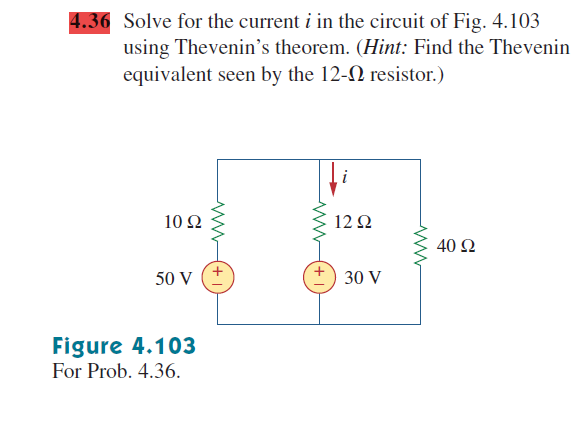 4.36 Solve for the current i in the circuit of Fig. 4.103
using Thevenin’s theorem. (Hint: Find the Thevenin
equivalent seen by the 12-Ω resistor.)
i
10 Ω
12 Ω
40 Ω
50 V
+
−
+
−
30 V
Figure 4.103
For Prob. 4.36.